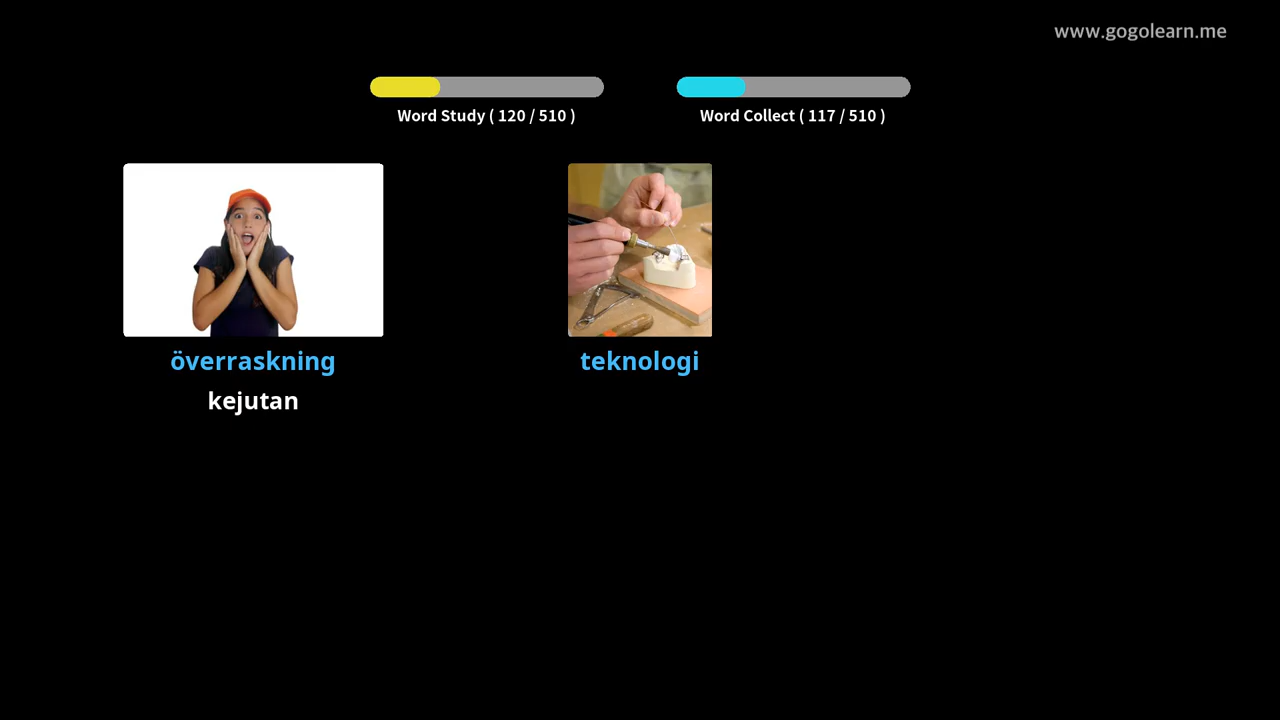 www.gogolearn.me
Word Study ( 120 / 510 )
Word Collect ( 117 / 510 )
överraskning
kejutan
teknologi